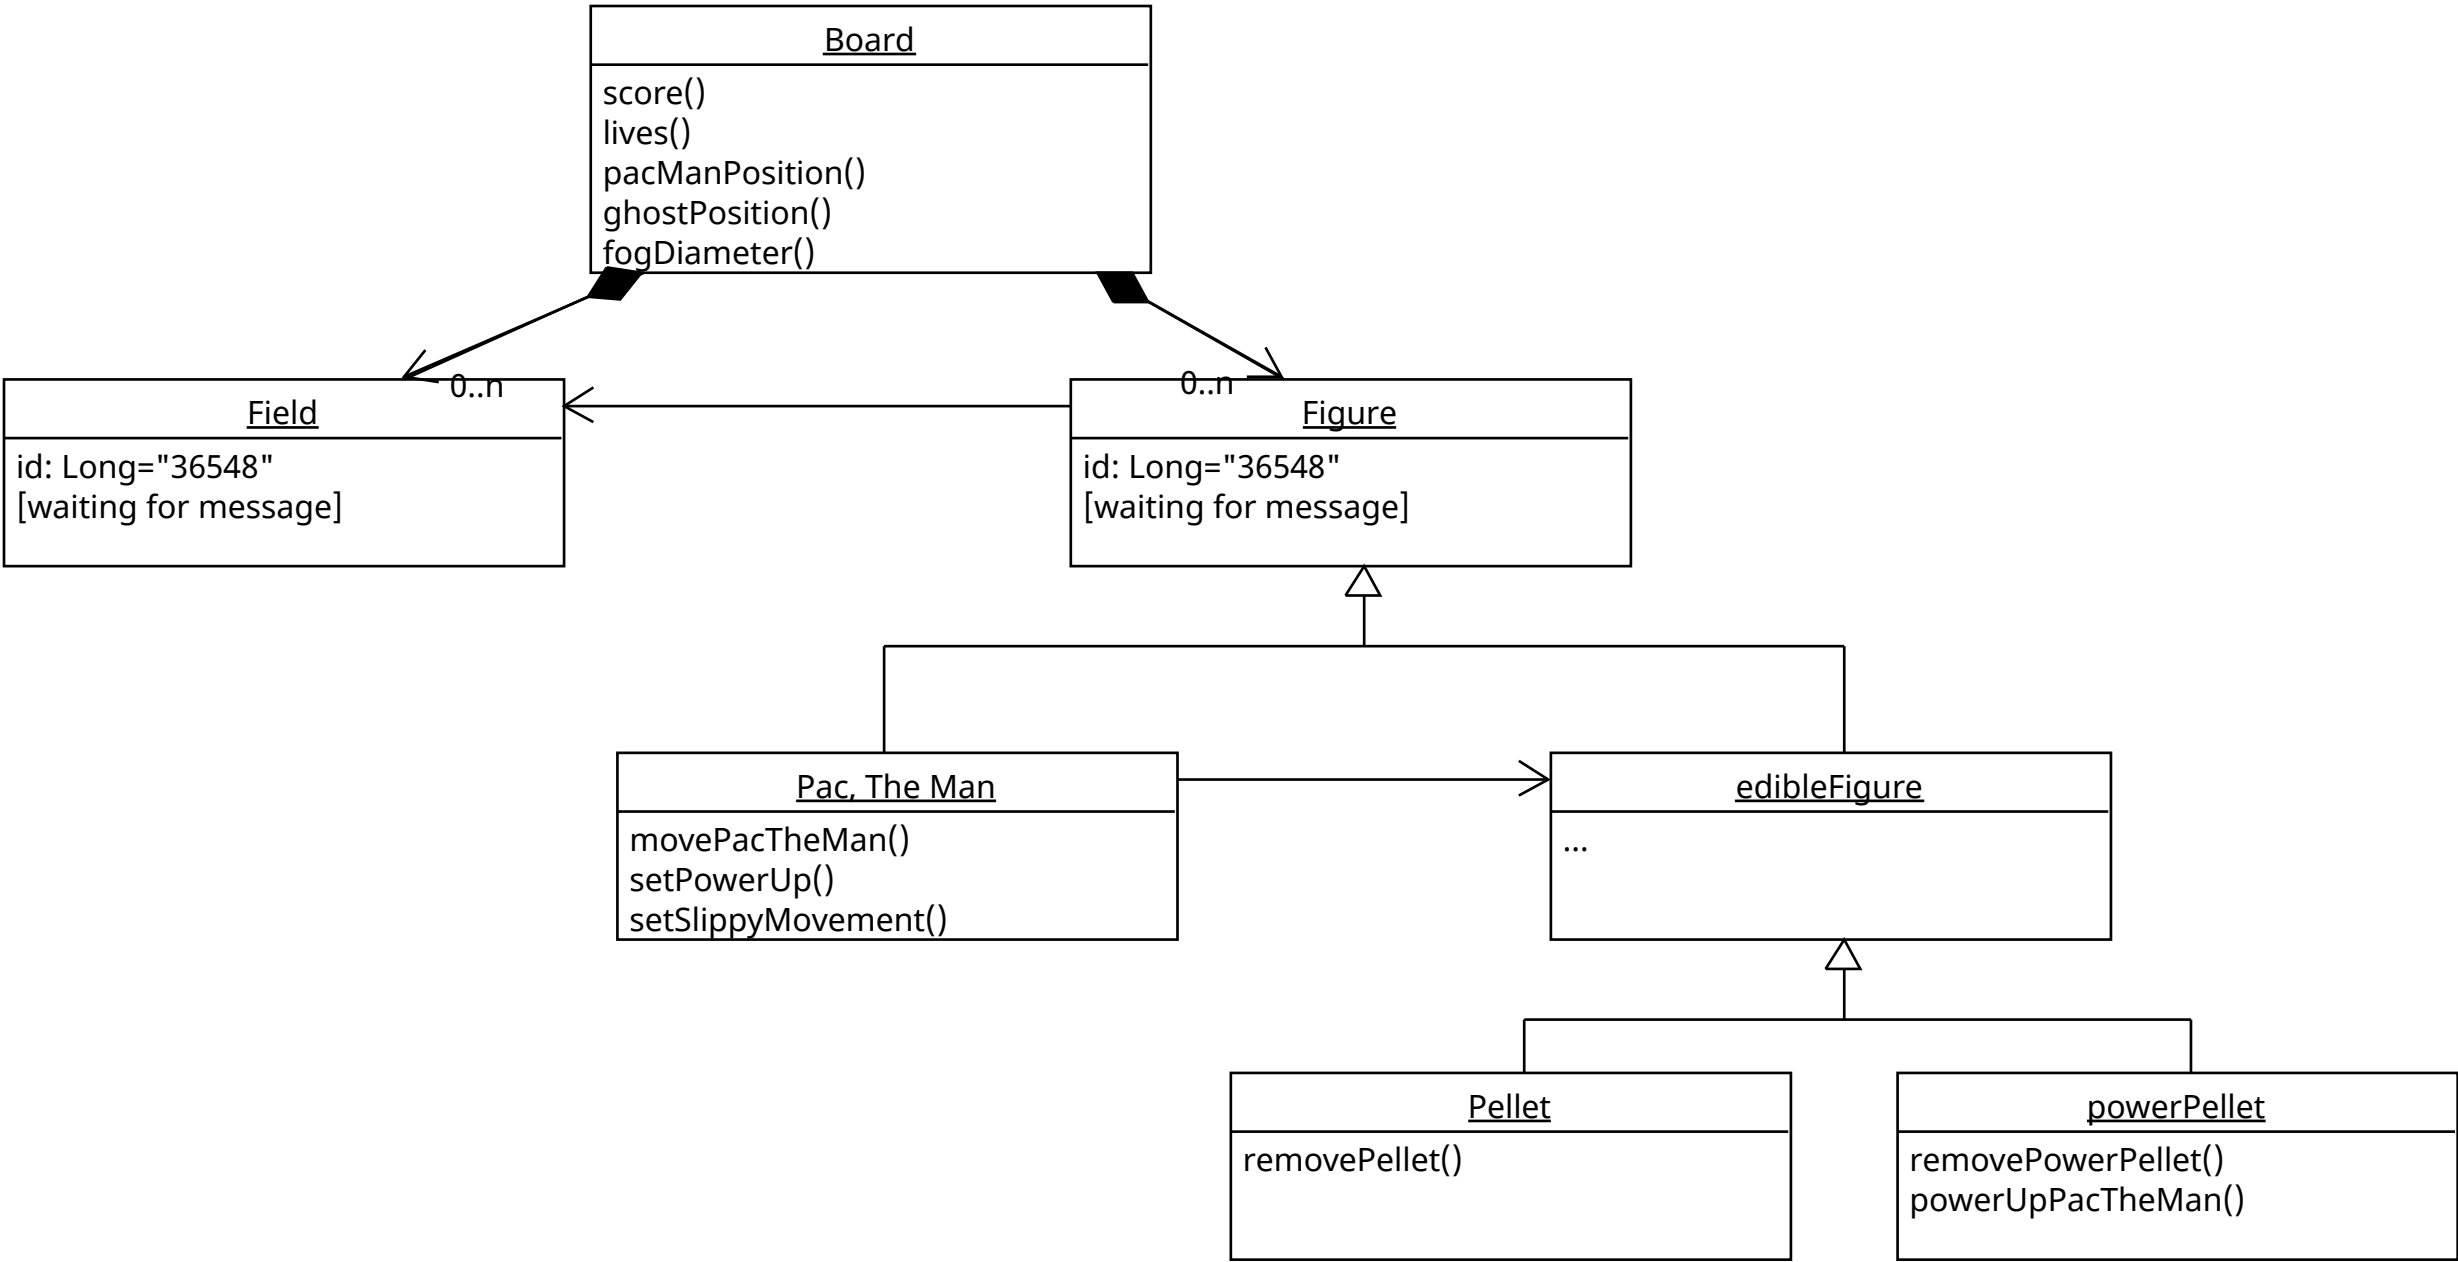 Board
score()
lives()
pacManPosition()
ghostPosition()
fogDiameter()
0..n
0..n
Field
id: Long="36548"
[waiting for message]
Figure
id: Long="36548"
[waiting for message]
Pac, The Man
movePacTheMan()
setPowerUp()
setSlippyMovement()
edibleFigure
...
Pellet
removePellet()
powerPellet
removePowerPellet()
powerUpPacTheMan()